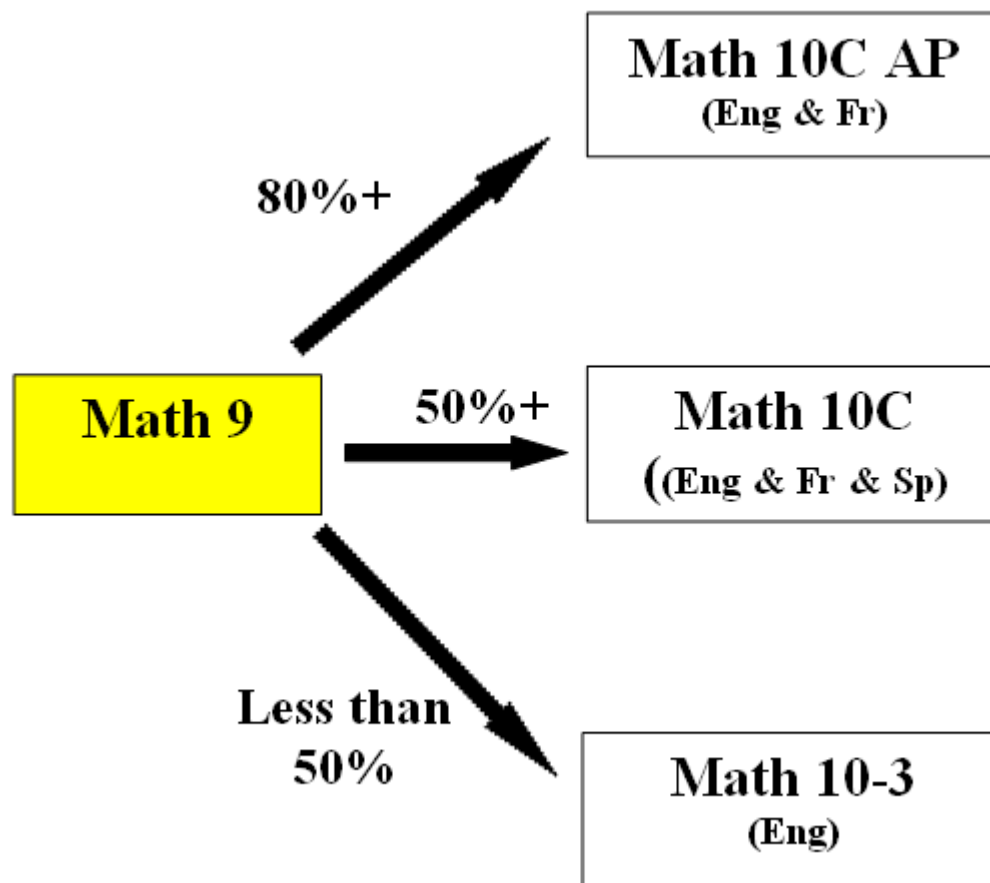 Math 10C AP
(Eng & Fr)
80%+
Math 9
50%+
Math 10C
((Eng & Fr & Sp)
Less than
50%
Math 10-3
(Eng)